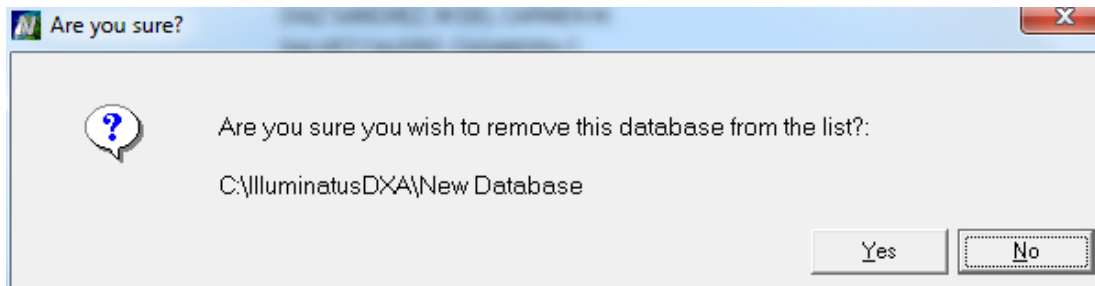 Are you sure?
Are you sure you wish to remove this database from the list?:
C:\IlluminatusDXA\New Database
Yes
No